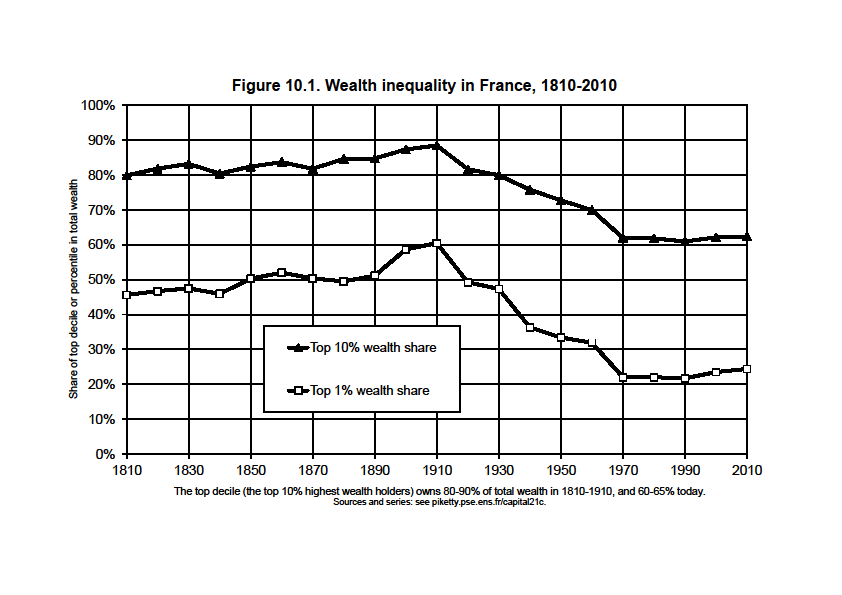 Figure 10.1. Wealth inequality in France, 1810-2010
Share of top decile or percentile in total wealth
100%
90%
80%
70%
60%
50%
40%
30%
20%
10%
0%
Top 10% wealth share
Top 1% wealth share
1810 1830 1850 1870 1890 1910 1930 1950 1970 1990 2010
The top decile (the top 10% highest wealth holders) owns 80-90% of total wealth in 1810-1910, and 60-65% today.
Sources and series: see piketty.pse.ens.fr/capital21c.